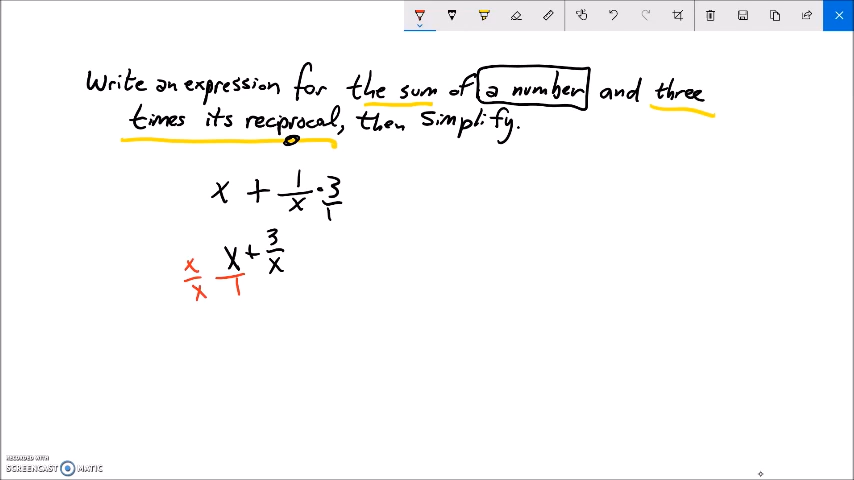 Write an expression for the sum of a number and three
times its reciprocal, then simplify.
x + 1/x · 3/1
x/x x/1 + 3/x
RECORDED WITH
SCREENCAST MATIC